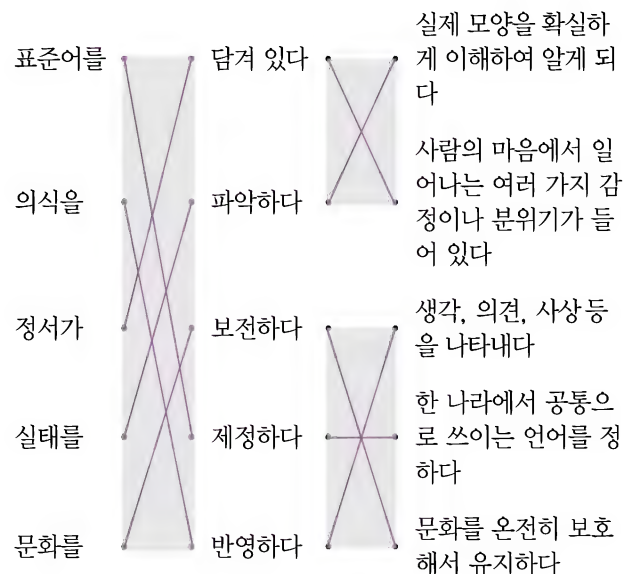 표준어를
의식을
정서가
실태를
문화를
담겨 있다
파악하다
보전하다
제정하다
반영하다
실제 모양을 확실하
게 이해하여 알게 되
다
사람의 마음에서 일
어나는 여러 가지 감
정이나 분위기가 들
어 있다
생각, 의견, 사상 등
을 나타내다
한 나라에서 공통으
로 쓰이는 언어를 정
하다
문화를 온전히 보호
해서 유지하다